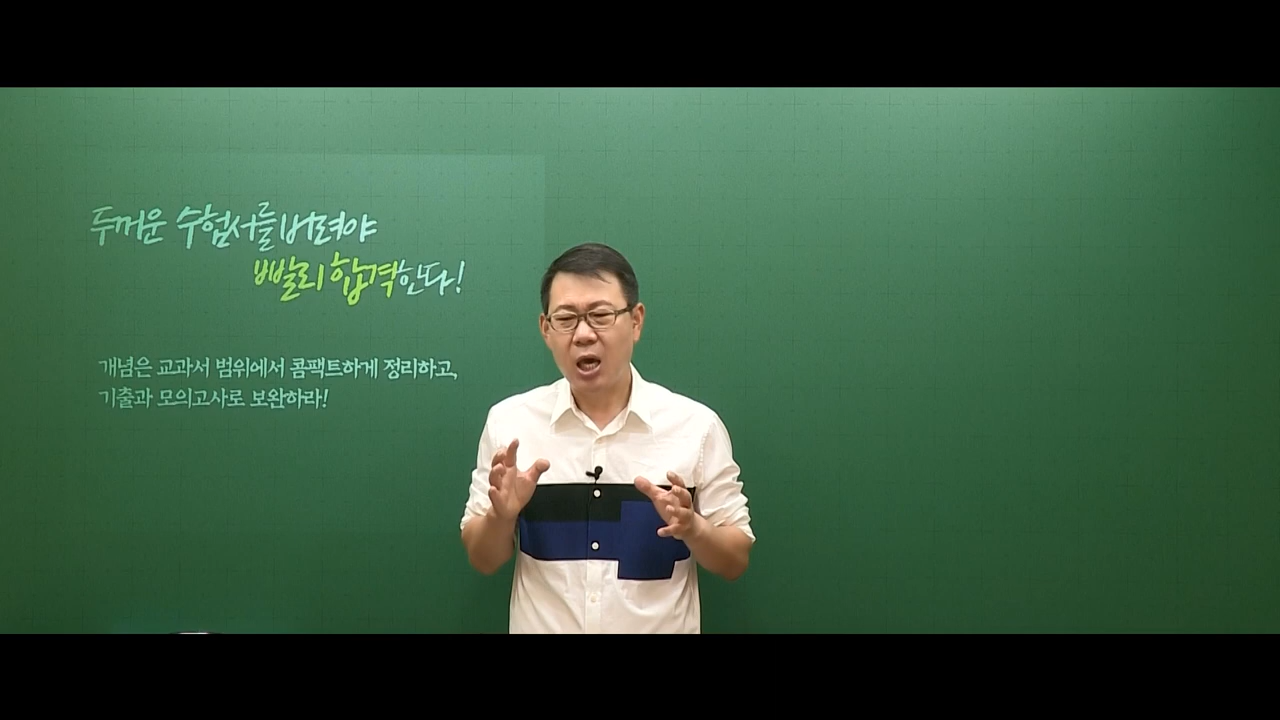 두꺼운 수험서를 버려야
빨리 합격한다!
개념은 교과서 범위에서 콤팩트하게 정리하고,
기출과 모의고사로 보완하라!